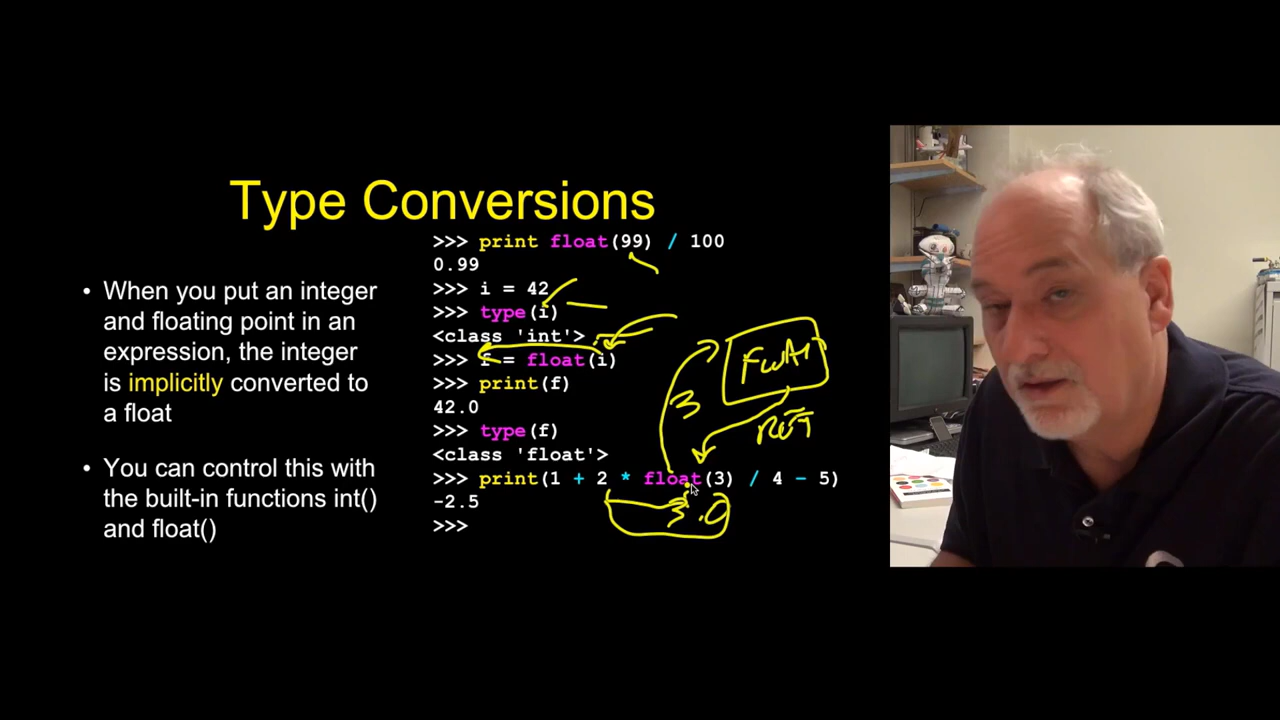 Type Conversions
• When you put an integer
and floating point in an
expression, the integer
is implicitly converted to
a float
• You can control this with
the built-in functions int()
and float()
>>> print float(99) / 100
0.99
>>> i = 42
>>> type(i)
<class 'int'>
>>> f = float(i)
>>> print(f)
42.0
>>> type(f)
<class 'float'>
>>> print(1 + 2 * float(3) / 4 - 5)
-2.5
>>>
3
3.0